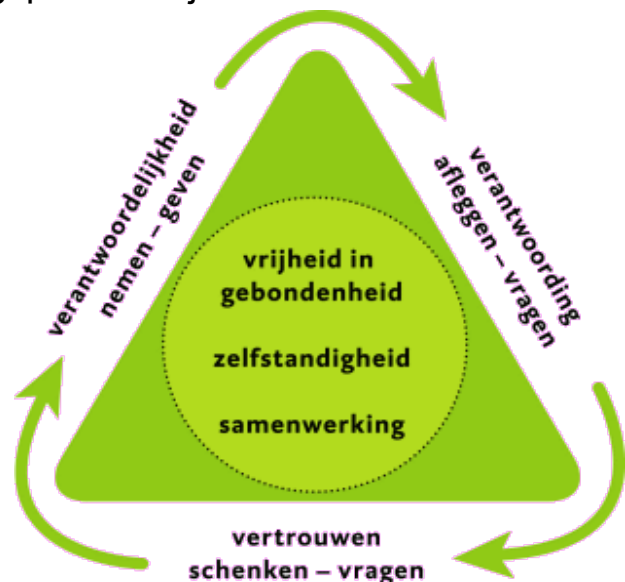 verantwoordelijkheid
nemen – geven
verantwoording
afleggen – vragen
vrijheid in
gebondenheid
zelfstandigheid
samenwerking
vertrouwen
schenken – vragen